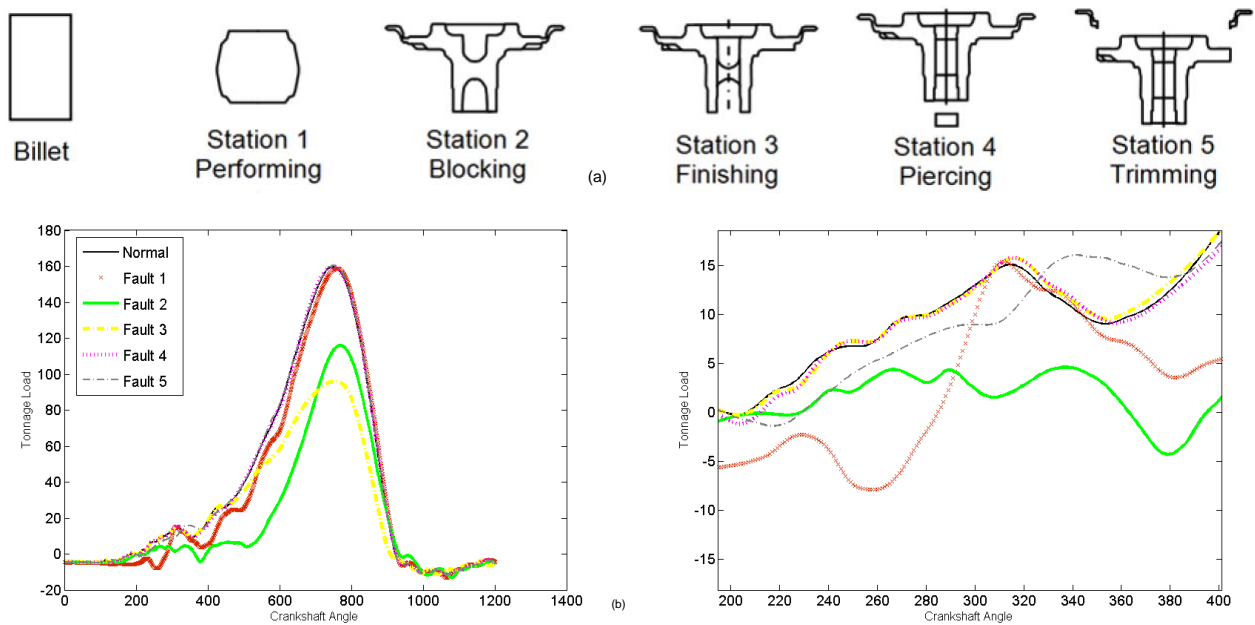 Billet
Station 1
Performing
Station 2
Blocking
(a)
Station 3
Finishing
Station 4
Piercing
Station 5
Trimming
180
160
140
120
100
80
60
40
20
0
-20
Tonnage Load
Normal
Fault 1
Fault 2
Fault 3
Fault 4
Fault 5
0
200
400
600
800
1000
1200
1400
Crankshaft Angle
(b)
15
10
5
0
-5
-10
-15
Tonnage Load
200
220
240
260
280
300
320
340
360
380
400
Crankshaft Angle